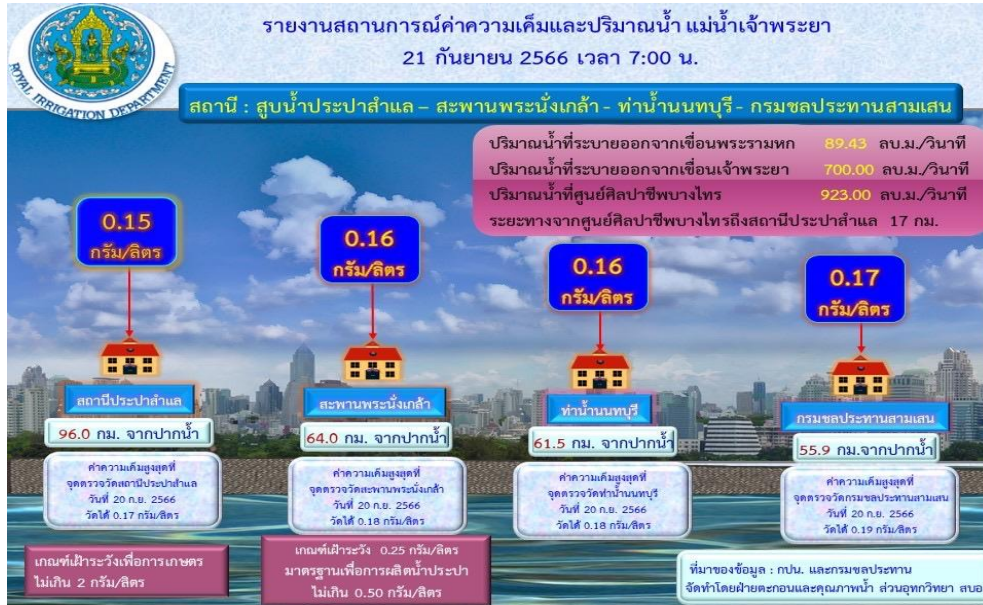 รายงานสถานการณ์ค่าความเค็มและปริมาณน้ำ แม่น้ำเจ้าพระยา
21 กันยายน 2566 เวลา 7:00 น.
ROYAL IRRIGATION DEPARTMENT
สถานี : สูบน้ำประปาสำแล – สะพานพระนั่งเกล้า - ท่าน้ำนนทบุรี - กรมชลประทานสามเสน
ปริมาณน้ำที่ระบายออกจากเขื่อนพระรามหก 89.43 ลบ.ม./วินาที
ปริมาณน้ำที่ระบายออกจากเขื่อนเจ้าพระยา 700.00 ลบ.ม./วินาที
ปริมาณน้ำที่ศูนย์ศิลปาชีพบางไทร 923.00 ลบ.ม./วินาที
ระยะทางจากศูนย์ศิลปาชีพบางไทรถึงสถานีประปาสำแล 17 กม.
0.15
กรัม/ลิตร
สถานีประปาสำแล
96.0 กม. จากปากน้ำ
ค่าความเค็มสูงสุดที่
จุดตรวจวัดสถานีประปาสำแล
วันที่ 20 ก.ย. 2566
วัดได้ 0.17 กรัม/ลิตร
0.16
กรัม/ลิตร
สะพานพระนั่งเกล้า
64.0 กม. จากปากน้ำ
ค่าความเค็มสูงสุดที่
จุดตรวจวัดสะพานพระนั่งเกล้า
วันที่ 20 ก.ย. 2566
วัดได้ 0.18 กรัม/ลิตร
0.16
กรัม/ลิตร
ท่าน้ำนนทบุรี
61.5 กม. จากปากน้ำ
ค่าความเค็มสูงสุดที่
จุดตรวจวัดท่าน้ำนนทบุรี
วันที่ 20 ก.ย. 2566
วัดได้ 0.18 กรัม/ลิตร
0.17
กรัม/ลิตร
กรมชลประทานสามเสน
55.9 กม.จากปากน้ำ
ค่าความเค็มสูงสุดที่
จุดตรวจวัดกรมชลประทานสามเสน
วันที่ 20 ก.ย. 2566
วัดได้ 0.19 กรัม/ลิตร
เกณฑ์เฝ้าระวังเพื่อการเกษตร
ไม่เกิน 2 กรัม/ลิตร
เกณฑ์เฝ้าระวัง 0.25 กรัม/ลิตร
มาตรฐานเพื่อการผลิตน้ำประปา
ไม่เกิน 0.50 กรัม/ลิตร
ที่มาของข้อมูล : กปน. และกรมชลประทาน
จัดทำโดยฝ่ายตะกอนและคุณภาพน้ำ ส่วนอุทกวิทยา สบอ